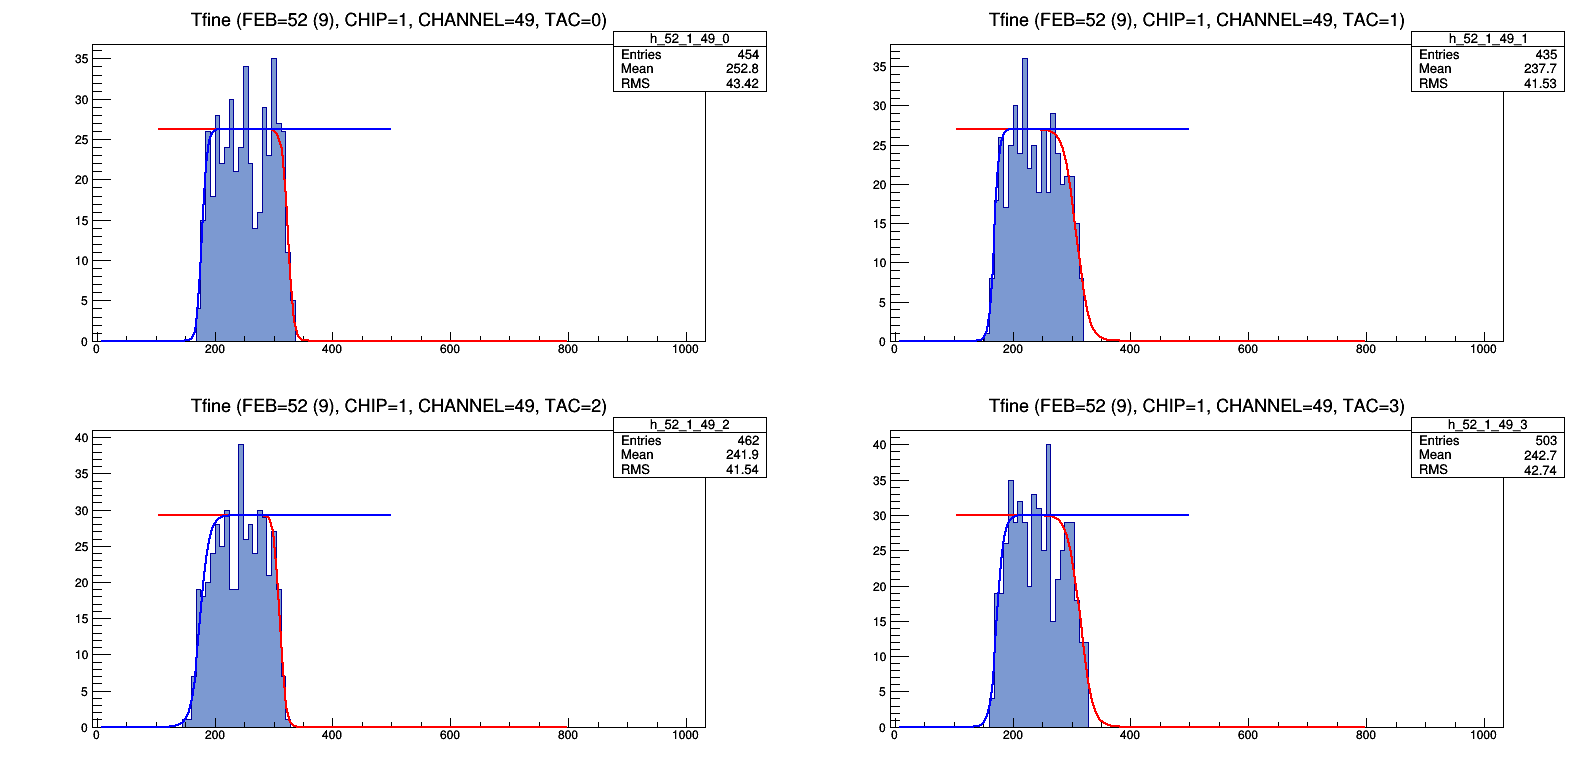 Tfine (FEB=52 (9), CHIP=1, CHANNEL=49, TAC=0)
h_52_1_49_0
Entries 454
Mean 252.8
RMS 43.42
35
30
25
20
15
10
5
0
0 200 400 600 800 1000
Tfine (FEB=52 (9), CHIP=1, CHANNEL=49, TAC=1)
h_52_1_49_1
Entries 435
Mean 237.7
RMS 41.53
35
30
25
20
15
10
5
0
0 200 400 600 800 1000
Tfine (FEB=52 (9), CHIP=1, CHANNEL=49, TAC=2)
h_52_1_49_2
Entries 462
Mean 241.9
RMS 41.54
40
35
30
25
20
15
10
5
0
0 200 400 600 800 1000
Tfine (FEB=52 (9), CHIP=1, CHANNEL=49, TAC=3)
h_52_1_49_3
Entries 503
Mean 242.7
RMS 42.74
40
35
30
25
20
15
10
5
0
0 200 400 600 800 1000